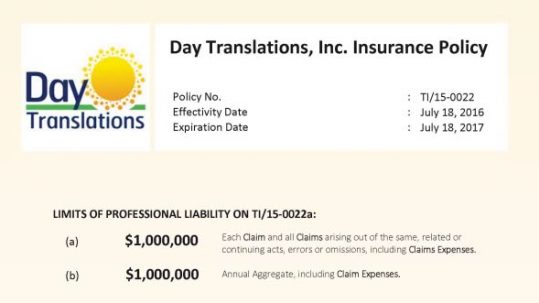 Day
Translations
Day Translations, Inc. Insurance Policy
Policy No. : TI/15-0022
Effectivity Date : July 18, 2016
Expiration Date : July 18, 2017
LIMITS OF PROFESSIONAL LIABILITY ON TI/15-0022a:
(a) $1,000,000 Each Claim and all Claims arising out of the same, related or
continuing acts, errors or omissions, including Claims Expenses.
(b) $1,000,000 Annual Aggregate, including Claim Expenses.